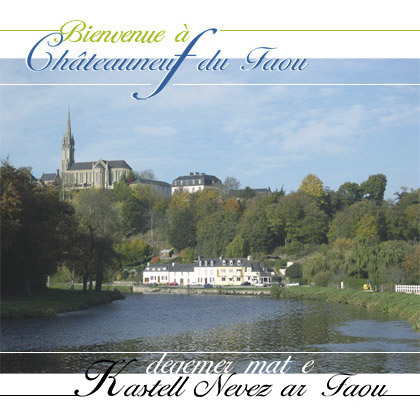 Bienvenue à
Châteauneuf du Faou
degemer mat e
Kastell Nevez ar Faou